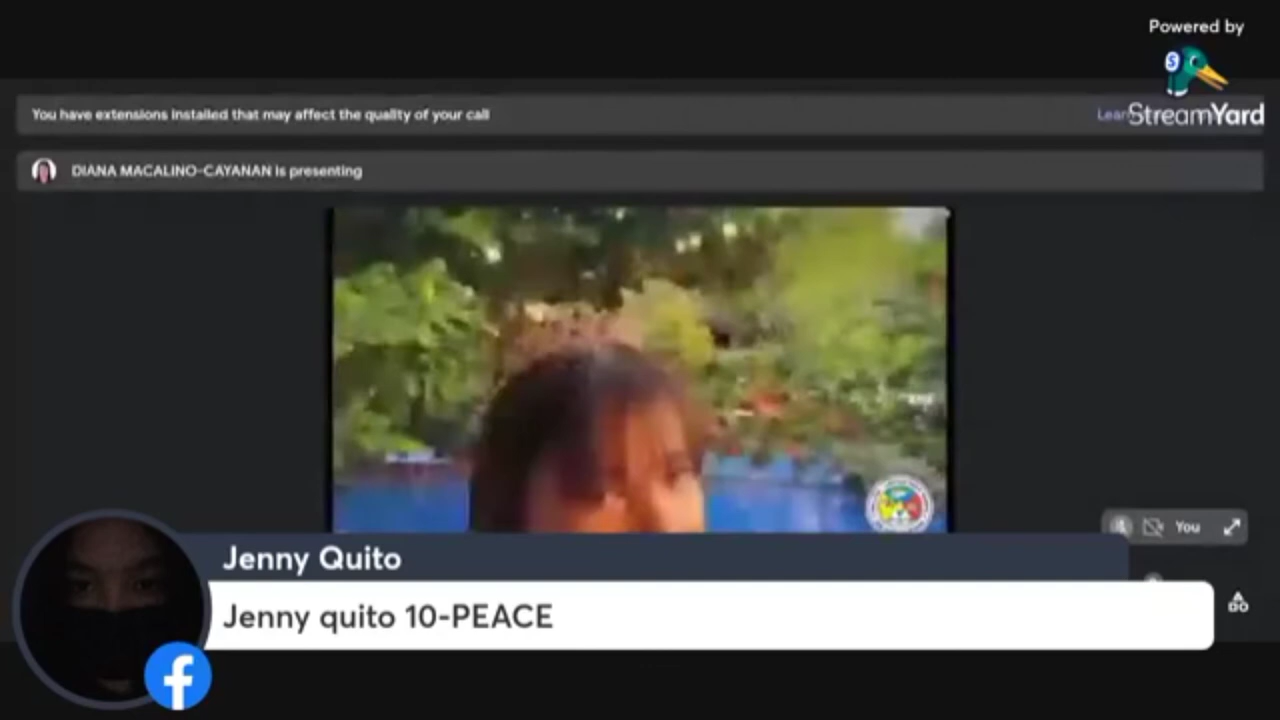 Powered by
StreamYard
You have extensions installed that may affect the quality of your call
DIANA MACALINO-CAYANAN is presenting
You
Jenny Quito
Jenny quito 10-PEACE